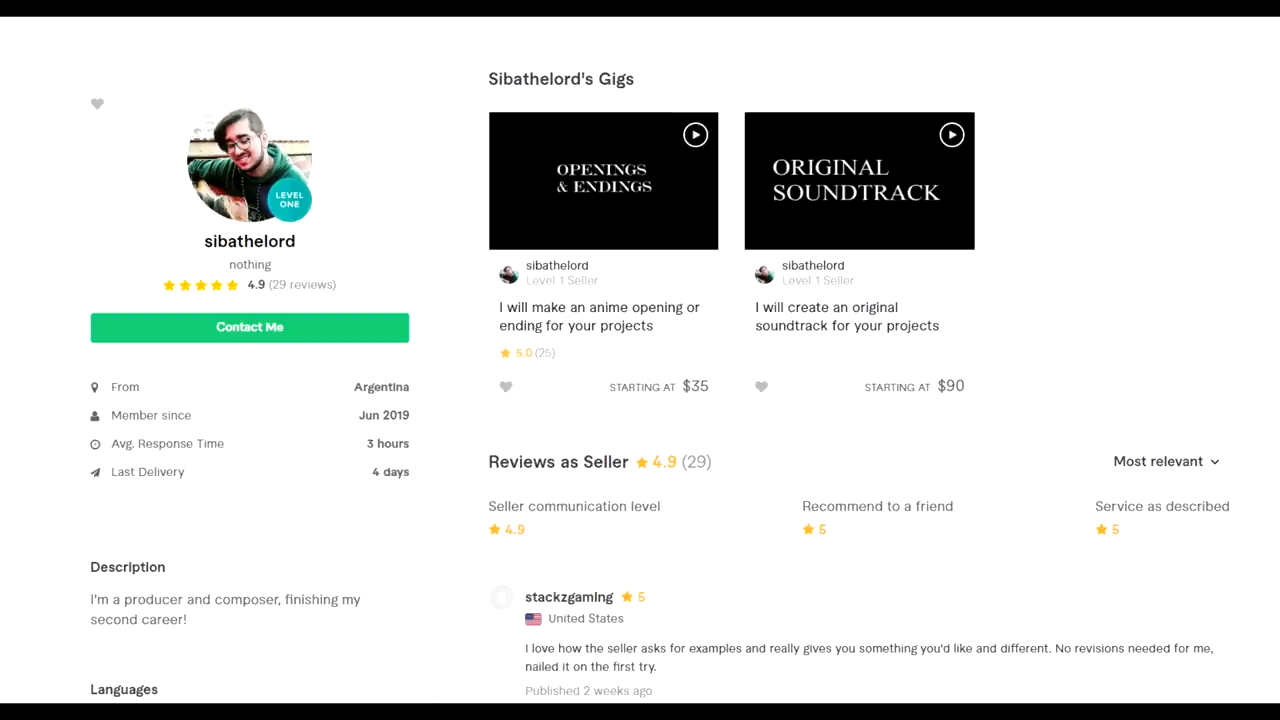 LEVEL
ONE
sibathelord
nothing
4.9 (29 reviews)
Contact Me
From Argentina
Member since Jun 2019
Avg. Response Time 3 hours
Last Delivery 4 days
Description
I'm a producer and composer, finishing my
second career!
Languages
Sibathelord's Gigs
OPENINGS
& ENDINGS
sibathelord
Level 1 Seller
I will make an anime opening or
ending for your projects
5.0 (25)
STARTING AT $35
ORIGINAL
SOUNDTRACK
sibathelord
Level 1 Seller
I will create an original
soundtrack for your projects
STARTING AT $90
Reviews as Seller 4.9 (29)
Most relevant
Seller communication level
4.9
Recommend to a friend
5
Service as described
5
stackzgaming 5
United States
I love how the seller asks for examples and really gives you something you'd like and different. No revisions needed for me,
nailed it on the first try.
Published 2 weeks ago